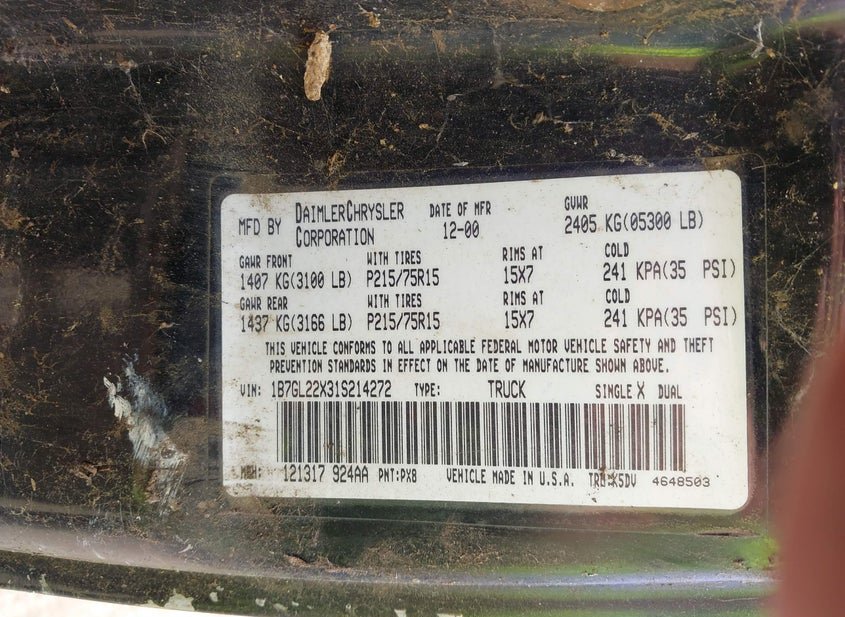 MFD BY DAIMLERCHRYSLER CORPORATION DATE OF MFR 12-00 GVWR 2405 KG(05300 LB)
GAWR FRONT WITH TIRES RIMS AT COLD
1407 KG(3100 LB) P215/75R15 15X7 241 KPA(35 PSI)
GAWR REAR WITH TIRES RIMS AT COLD
1437 KG(3166 LB) P215/75R15 15X7 241 KPA(35 PSI)
THIS VEHICLE CONFORMS TO ALL APPLICABLE FEDERAL MOTOR VEHICLE SAFETY AND THEFT
PREVENTION STANDARDS IN EFFECT ON THE DATE OF MANUFACTURE SHOWN ABOVE.
VIN: 1B7GL22X31S214272 TYPE: TRUCK SINGLE X DUAL
MDH: 121317 924AA PNT:PX8 VEHICLE MADE IN U.S.A. TRM:X5DV 4648503